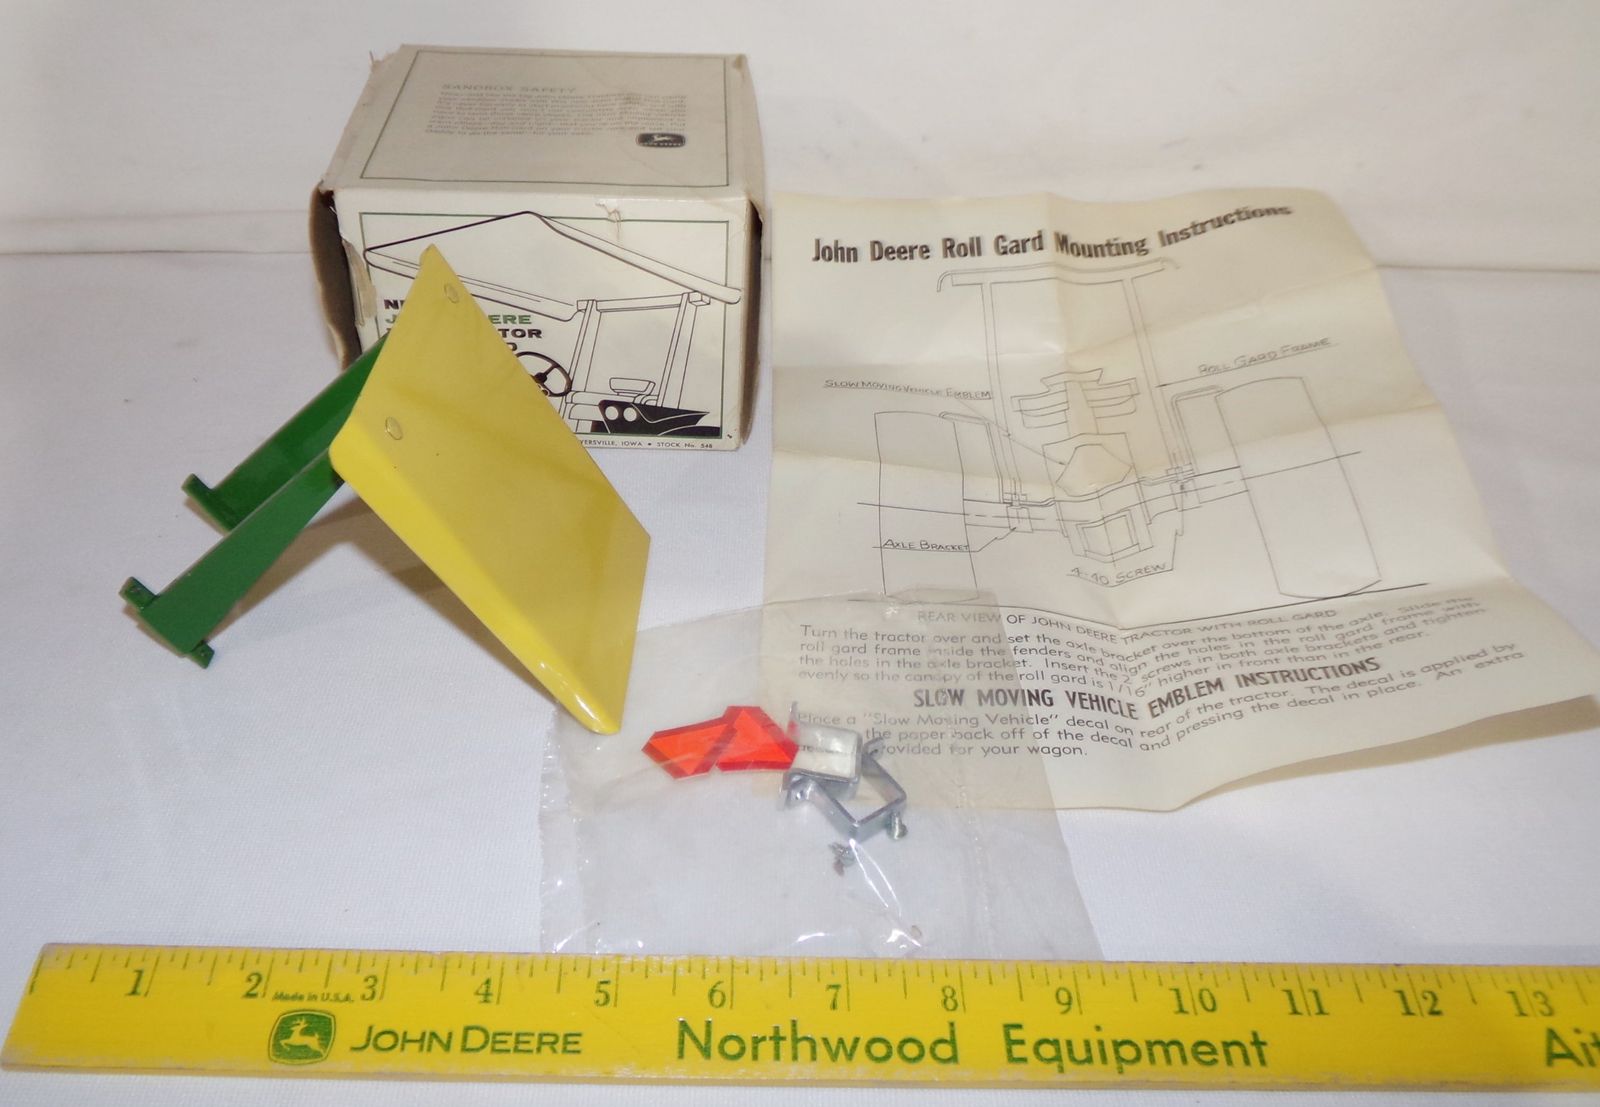 SANDBOX SAFETY
JOHN DEERE
ERE
TOR
YERSVILLE, IOWA • STOCK No. 548
John Deere Roll Gard Mounting Instructions
SLOW MOVING VEHICLE EMBLEM
ROLL GARD FRAME
AXLE BRACKET
4-40 SCREW
REAR VIEW OF JOHN DEERE TRACTOR WITH ROLL GARD
Turn the tractor over and set the axle bracket over the bottom of the axle. Slide the
roll gard frame inside the fenders and align the holes in the roll gard frame with
the holes in the axle bracket. Insert the 2 screws in both axle brackets and tighten
evenly so the canopy of the roll gard is 1/16" higher in front than in the rear.
SLOW MOVING VEHICLE EMBLEM INSTRUCTIONS
Place a "Slow Moving Vehicle" decal on rear of the tractor. The decal is applied by
the paper back off of the decal and pressing the decal in place. An extra
provided for your wagon.
1 2 3 4 5 6 7 8 9 10 11 12 13
Made in U.S.A.
JOHN DEERE Northwood Equipment Ait